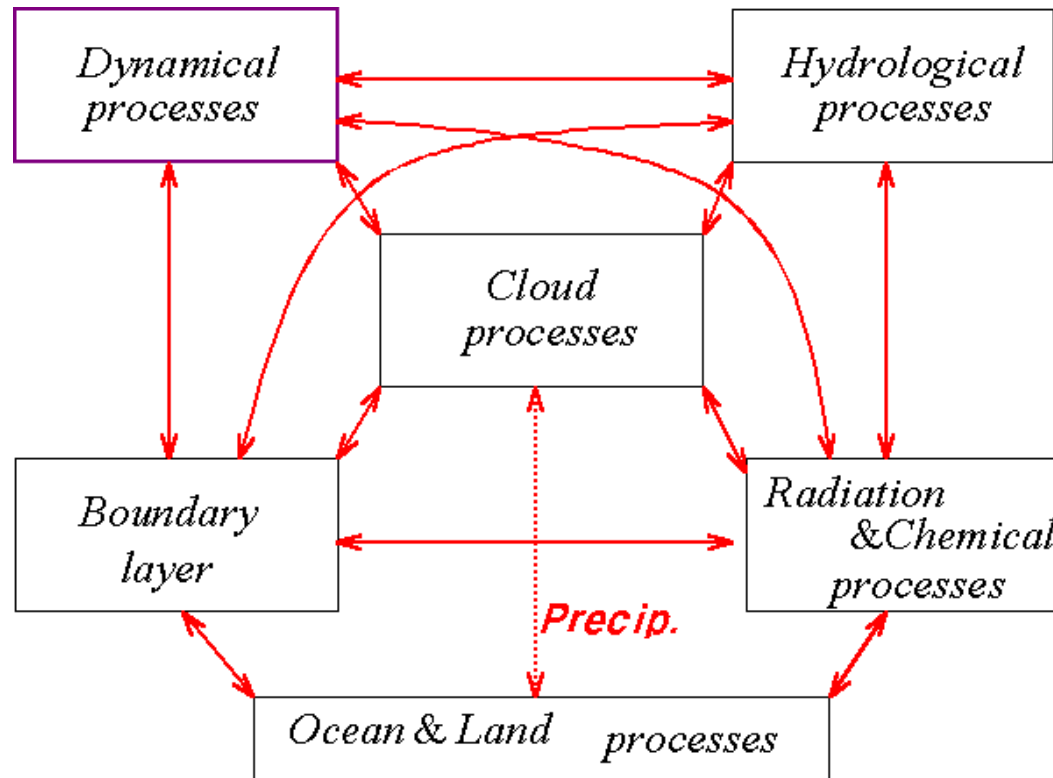 Dynamical
processes
Hydrological
processes
Cloud
processes
Boundary
layer
Radiation
&Chemical
processes
Precip.
Ocean & Land processes